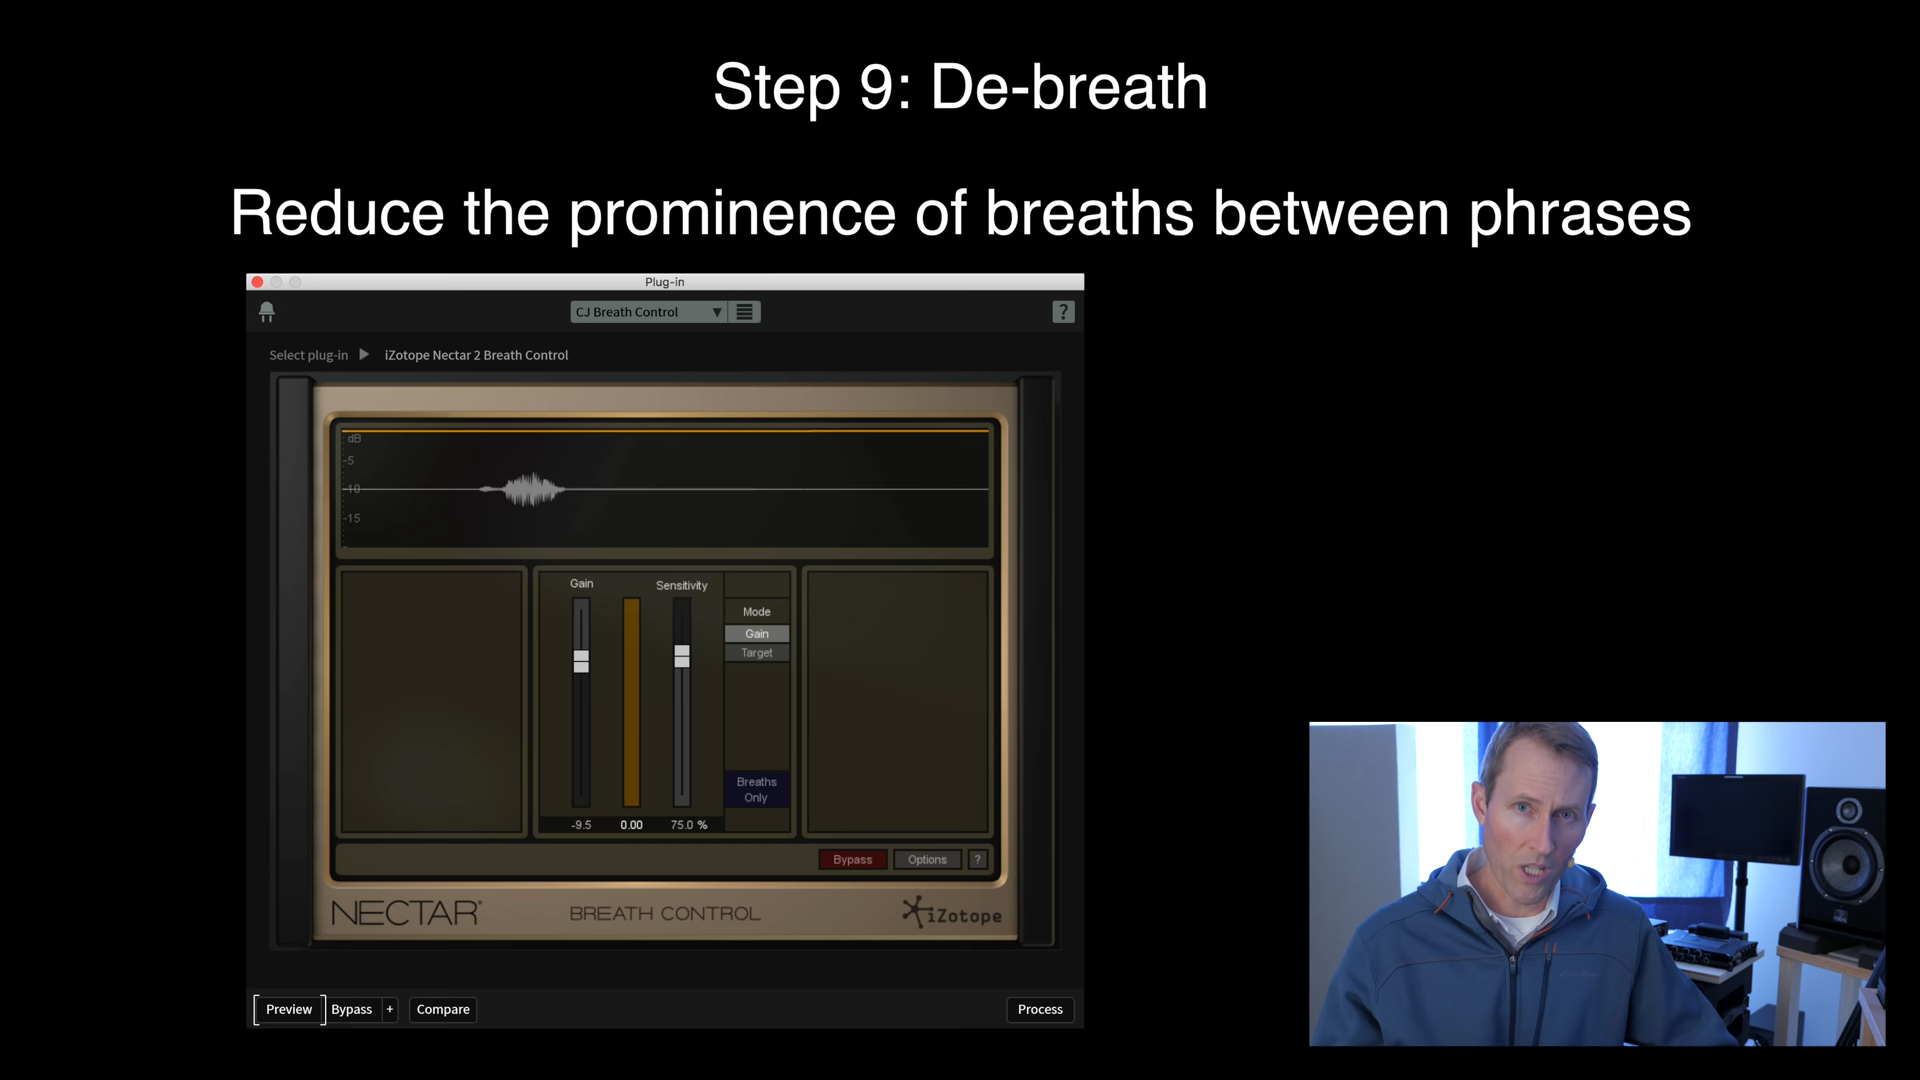 Step 9: De-breath
Reduce the prominence of breaths between phrases
Plug-in
CJ Breath Control
?
Select plug-in
iZotope Nectar 2 Breath Control
dB
-5
-10
-15
Gain
Sensitivity
Mode
Gain
Target
Breaths
Only
-9.5
0.00
75.0 %
Bypass
Options
?
NECTAR
BREATH CONTROL
iZotope
Preview
Bypass
+
Compare
Process